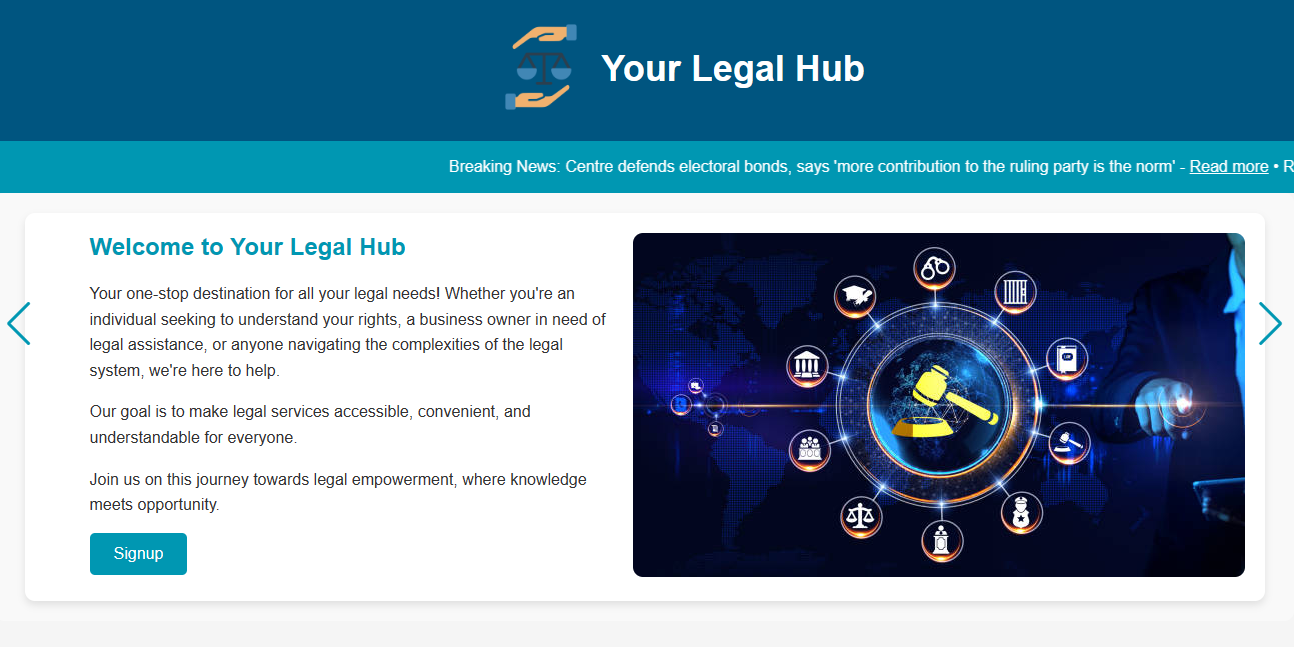 Your Legal Hub
Breaking News: Centre defends electoral bonds, says 'more contribution to the ruling party is the norm' - Read more • R
Welcome to Your Legal Hub
Your one-stop destination for all your legal needs! Whether you're an
individual seeking to understand your rights, a business owner in need of
legal assistance, or anyone navigating the complexities of the legal
system, we're here to help.
Our goal is to make legal services accessible, convenient, and
understandable for everyone.
Join us on this journey towards legal empowerment, where knowledge
meets opportunity.
Signup